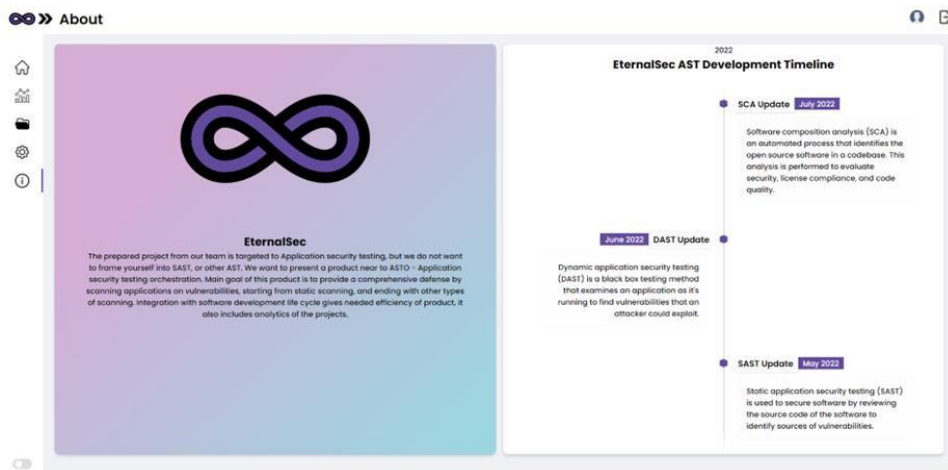 About
EternalSec
The prepared project from our team is targeted to Application security testing, but we do not want
to frame yourself into SAST, or other AST. We want to present a product near to ASTO - Application
security testing orchestration. Main goal of this product is to provide a comprehensive defense by
scanning applications on vulnerabilities, starting from static scanning, and ending with other types
of scanning. Integration with software development life cycle gives needed efficiency of product, it
also includes analytics of the projects.
2022
EternalSec AST Development Timeline
SCA Update July 2022
Software composition analysis (SCA) is
an automated process that identifies the
open source software in a codebase. This
analysis is performed to evaluate
security, license compliance, and code
quality.
June 2022 DAST Update
Dynamic application security testing
(DAST) is a black box testing method
that examines an application as it's
running to find vulnerabilities that an
attacker could exploit.
SAST Update May 2022
Static application security testing (SAST)
is used to secure software by reviewing
the source code of the software to
identify sources of vulnerabilities.